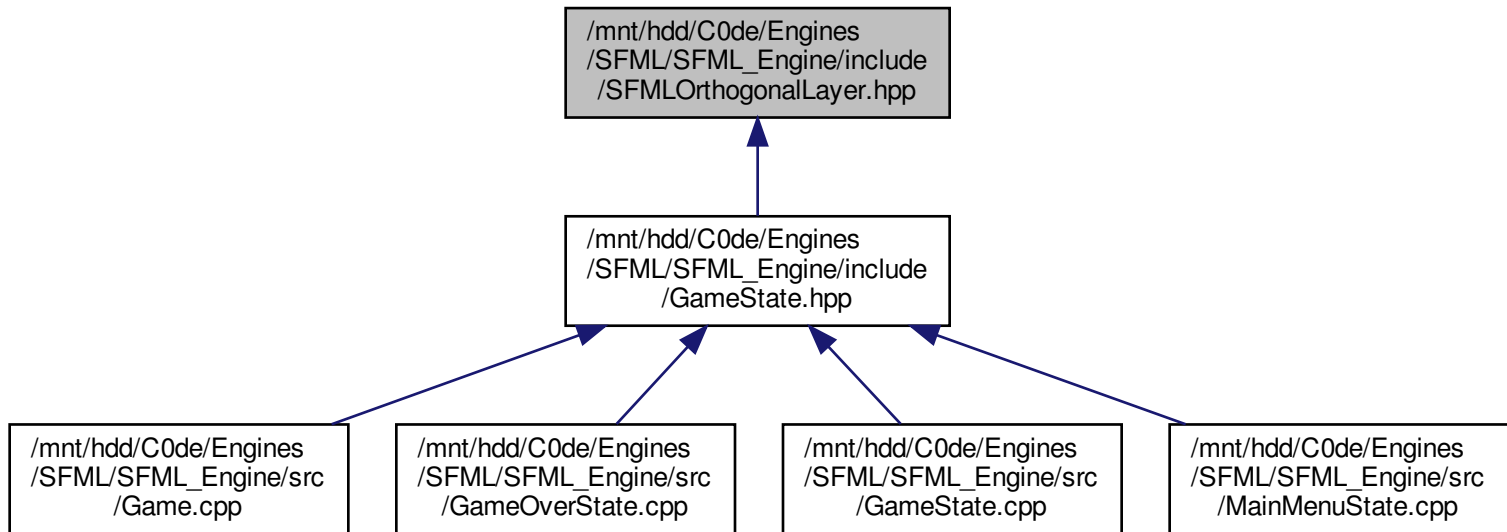 /mnt/hdd/C0de/Engines
/SFML/SFML_Engine/include
/SFMLOrthogonalLayer.hpp
/mnt/hdd/C0de/Engines
/SFML/SFML_Engine/include
/GameState.hpp
/mnt/hdd/C0de/Engines
/SFML/SFML_Engine/src
/Game.cpp
/mnt/hdd/C0de/Engines
/SFML/SFML_Engine/src
/GameOverState.cpp
/mnt/hdd/C0de/Engines
/SFML/SFML_Engine/src
/GameState.cpp
/mnt/hdd/C0de/Engines
/SFML/SFML_Engine/src
/MainMenuState.cpp